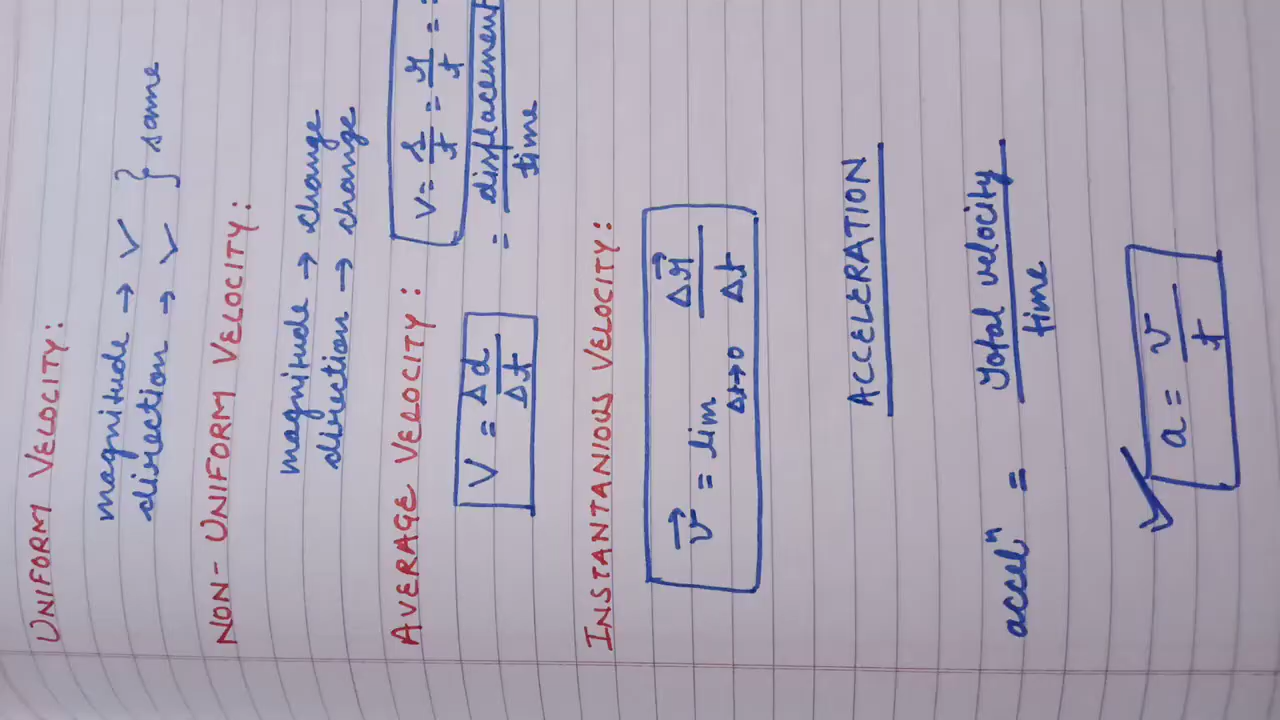 UNIFORM VELOCITY:
magnitude → ✓
direction → ✓ } same
NON-UNIFORM VELOCITY:
magnitude → change
direction → change
AVERAGE VELOCITY:
V = s/t = r/t =
V = Δd/Δt = displacement/time
INSTANTANIOUS VELOCITY:
v⃗ = lim Δt→0 Δr⃗/Δt
ACCELERATION
accelⁿ = Total velocity/time
a = v/t